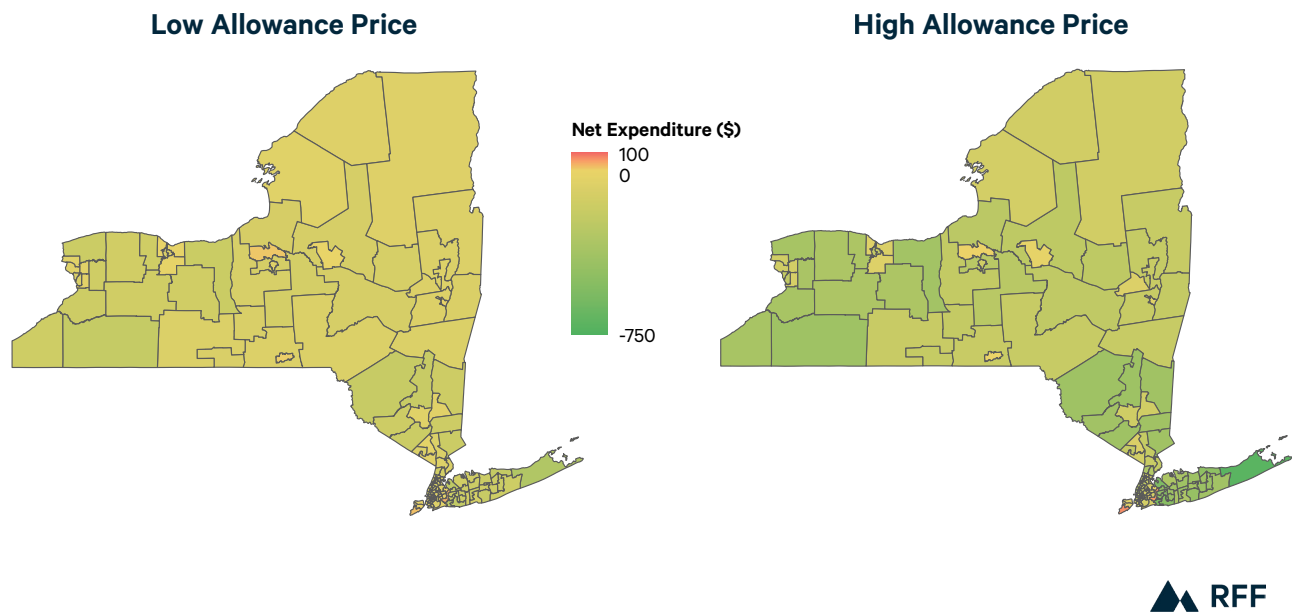 Low Allowance Price
High Allowance Price
Net Expenditure ($)
100
0
-750
RFF